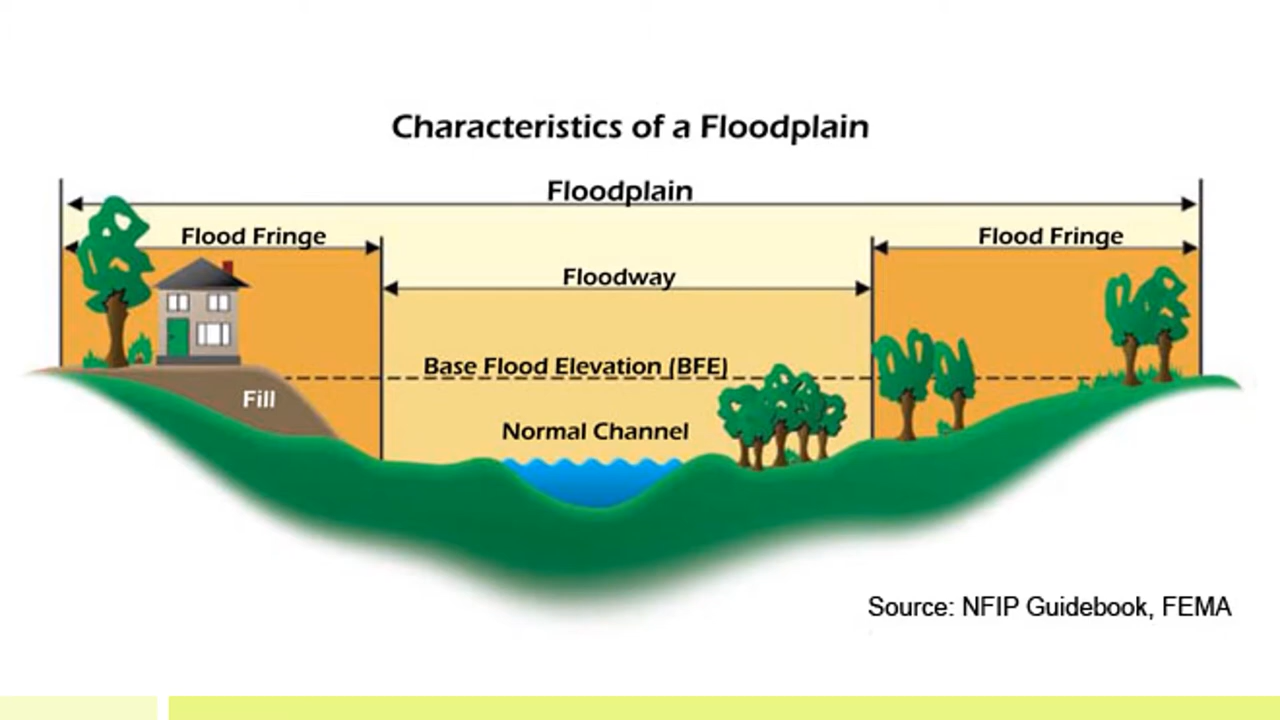 Characteristics of a Floodplain
Floodplain
Flood Fringe
Flood Fringe
Floodway
Base Flood Elevation (BFE)
Fill
Normal Channel
Source: NFIP Guidebook, FEMA